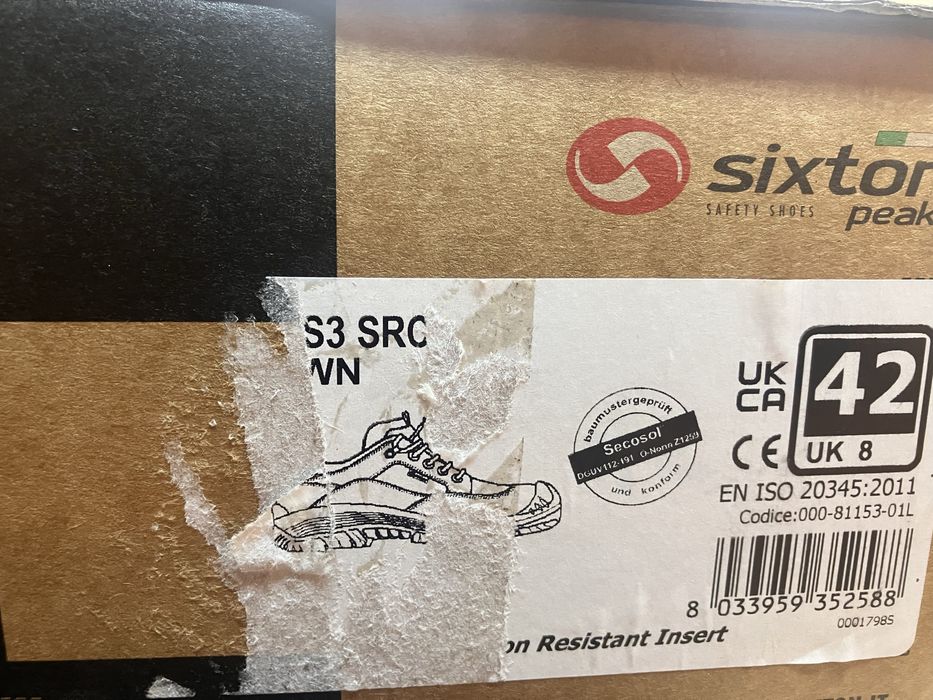 sixton
SAFETY SHOES
peak
S3 SRC
WN
UK
CA
42
UK 8
CE
baumustergeprüft
Secosol
DGUV 112-191 O-Norm Z1259
und konform
EN ISO 20345:2011
Codice:000-81153-01L
8 033959 352588
0001798S
on Resistant Insert